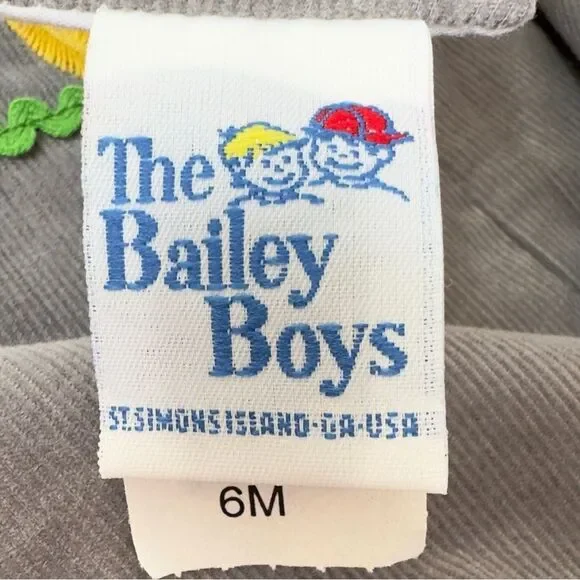 The
Bailey
Boys
ST.SIMONS ISLAND·GA·USA
6M